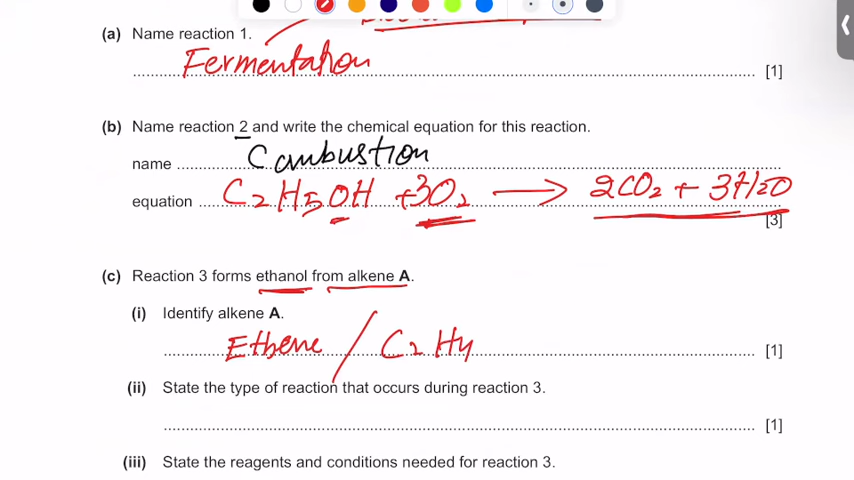 (a) Name reaction 1.
Fermentation [1]
(b) Name reaction 2 and write the chemical equation for this reaction.
name Combustion
equation C2H5OH + 3O2 → 2CO2 + 3H2O
[3]
(c) Reaction 3 forms ethanol from alkene A.
(i) Identify alkene A.
Ethene / C2H4 [1]
(ii) State the type of reaction that occurs during reaction 3.
[1]
(iii) State the reagents and conditions needed for reaction 3.